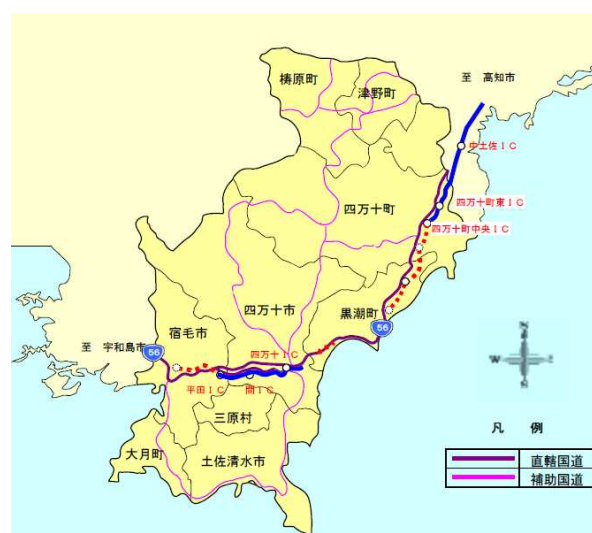 梼原町
津野町
至 高知市
中土佐IC
四万十町
四万十町東IC
四万十町中央IC
四万十市
黒潮町
宿毛市
56
至 宇和島市
56
四万十IC
平田IC
間IC
三原村
大月町
土佐清水市
N
W
E
S
凡 例
直轄国道
補助国道